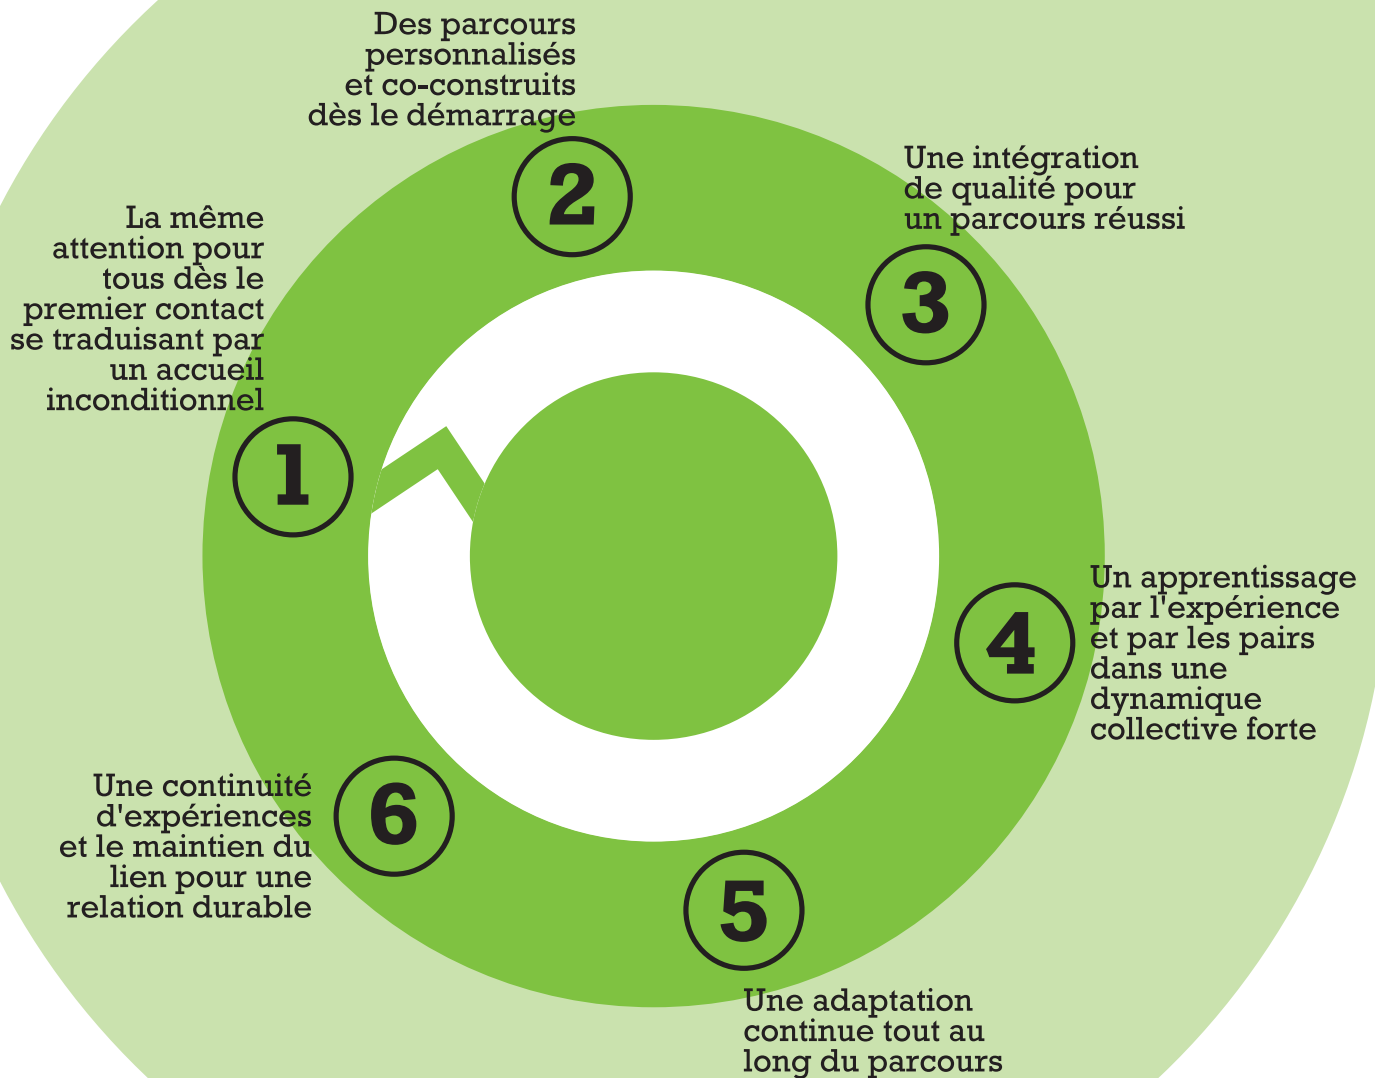 La même
attention pour
tous dès le
premier contact
se traduisant par
un accueil
inconditionnel
1
Des parcours
personnalisés
et co-construits
dès le démarrage
2
Une intégration
de qualité pour
un parcours réussi
3
Un apprentissage
par l'expérience
et par les pairs
dans une
dynamique
collective forte
4
5
Une adaptation
continue tout au
long du parcours
Une continuité
d'expériences
et le maintien du
lien pour une
relation durable
6